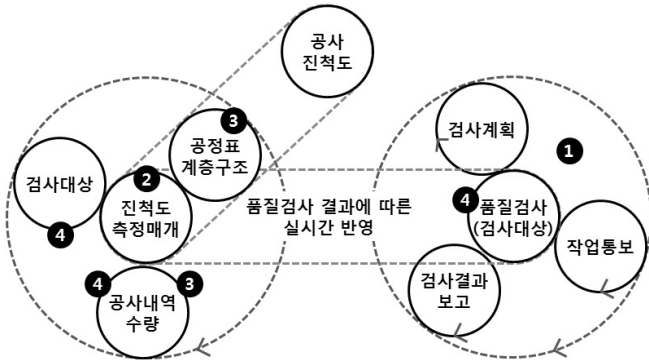 공사
진척도
3
공정표
계층구조
검사대상
4
2
진척도
측정매개
4
3
공사내역
수량
품질검사 결과에 따른
실시간 반영
검사계획
1
4
품질검사
(검사대상)
작업통보
검사결과
보고